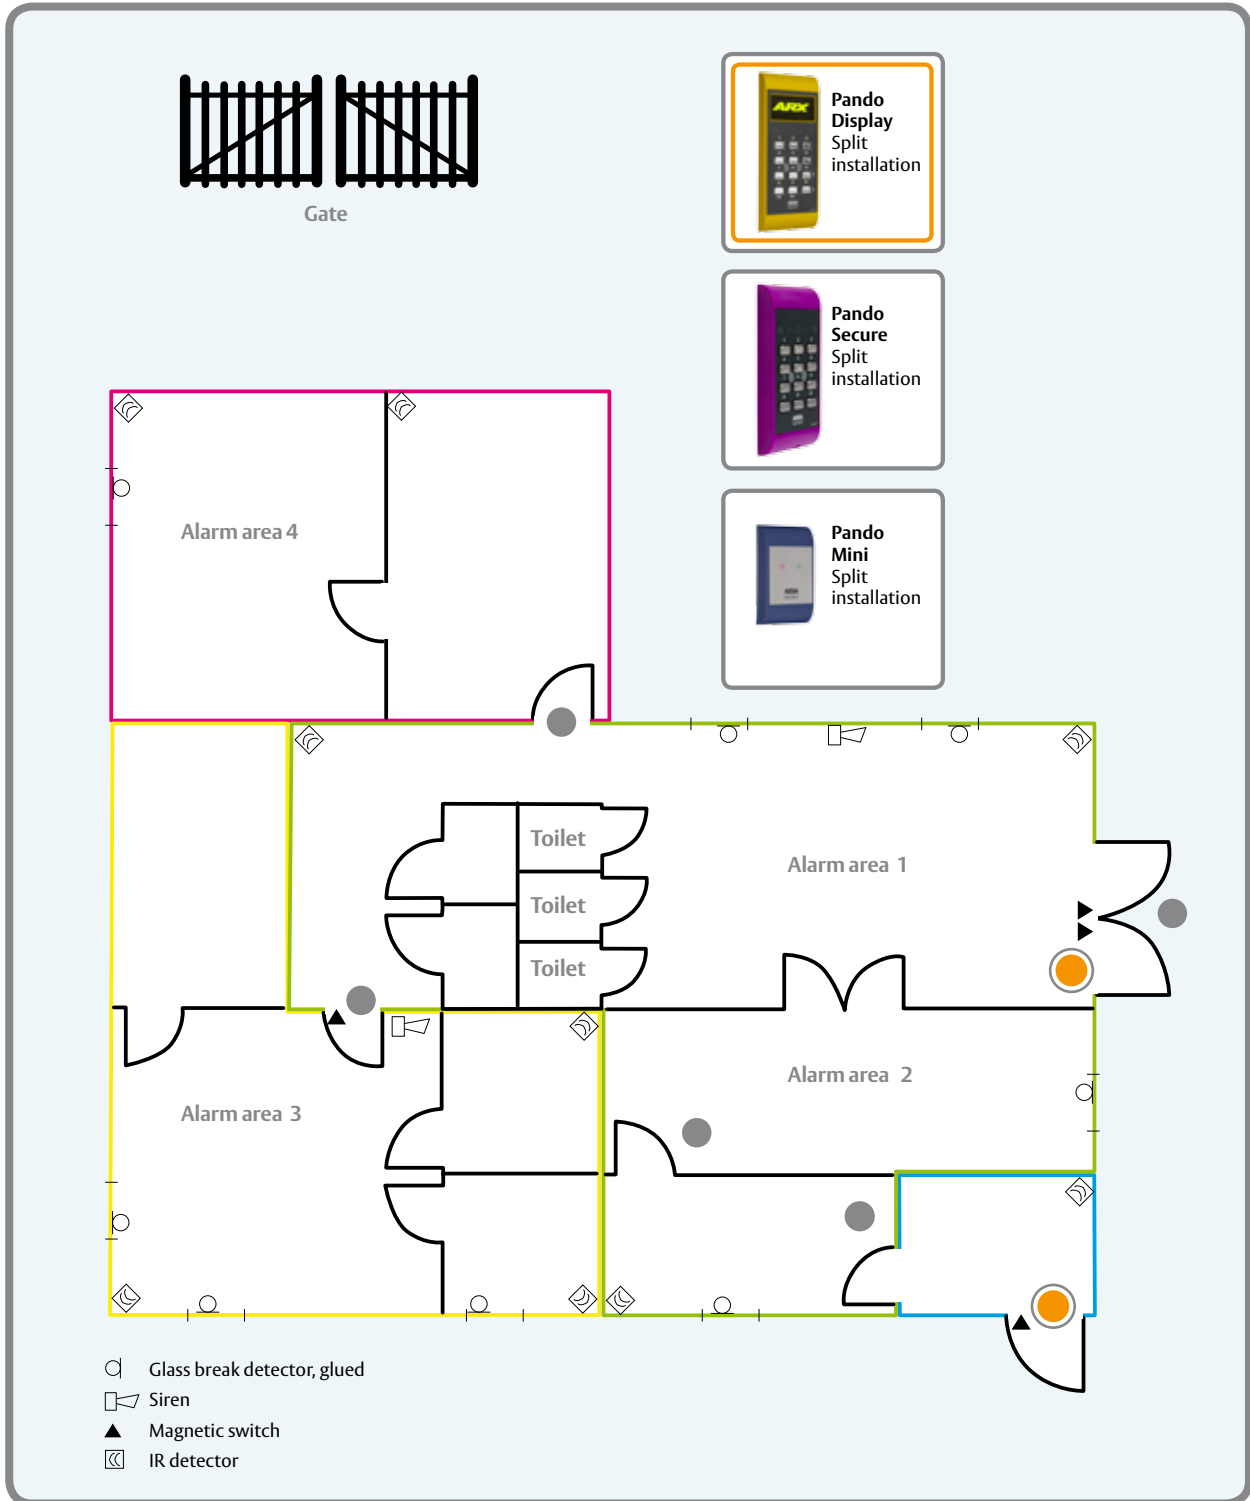 Gate
ARX
Pando
Display
Split
installation
Pando
Secure
Split
installation
Pando
Mini
Split
installation
Alarm area 4
Toilet
Toilet
Toilet
Alarm area 1
Alarm area 2
Alarm area 3
Glass break detector, glued
Siren
Magnetic switch
IR detector